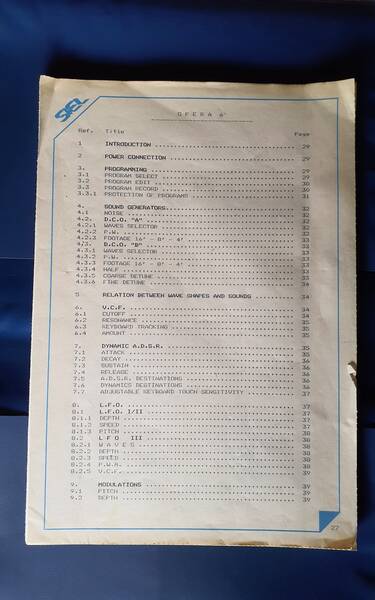 SIEL
OPERA 6
Ref. Title Page
1 INTRODUCTION 29
2 POWER CONNECTION 29
3. PROGRAMMING 29
3.1 PROGRAM SELECT 29
3.2 PROGRAM EDIT 30
3.3 PROGRAM RECORD 30
3.3.1 PROTECTION OF PROGRAMS 31
4. SOUND GENERATORS 32
4.1 NOISE 32
4.2. D.C.O. "A" 32
4.2.1 WAVES SELECTOR 32
4.2.2 P.W. 32
4.2.3 FOOTAGE 16' - 8' - 4' 33
4/3. D.C.O. "B" 33
4.3.1 WAVES SELECTOR 33
4.3.2 P.W. 33
4.3.3 FOOTAGE 16' - 8' - 4' 33
4.3.4 HALF 33
4.3.5 COARSE DETUNE 33
4.3.6 FINE DETUNE 34
5 RELATION BETWEEN WAVE SHAPES AND SOUNDS 34
6. V.C.F. 34
6.1 CUTOFF 34
6.2 RESONANCE 35
6.3 KEYBOARD TRACKING 35
6.4 AMOUNT 35
7. DYNAMIC A.D.S.R. 35
7.1 ATTACK 35
7.2 DECAY 36
7.3 SUSTAIN 36
7.4 RELEASE 36
7.5 A.D.S.R. DESTINATIONS 36
7.6 DYNAMICS DESTINATIONS 36
7.7 ADJUSTABLE KEYBOARD TOUCH SENSITIVITY 37
8. L.F.O. 37
8.1 L.F.O. I/II 37
8.1.1 DEPTH 37
8.1.2 SPEED 37
8.1.3 PITCH 38
8.2 LFO III 38
8.2.1 WAVES 38
8.2.2 DEPTH 38
8.2.3 SPEED 38
8.2.4 P.W.A. 38
8.2.5 V.C.F. 39
9. MODULATIONS 39
9.1 PITCH 39
9.2 DEPTH 39
27